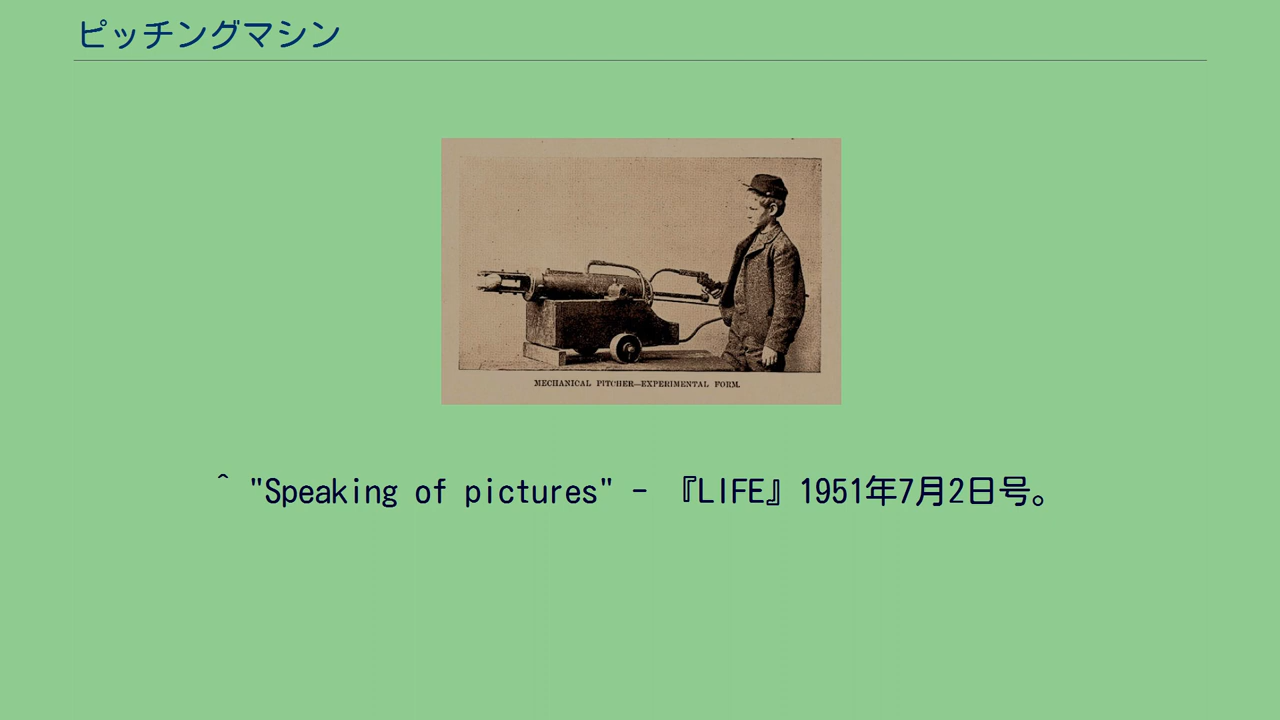 ピッチングマシン
MECHANICAL PITCHER—EXPERIMENTAL FORM.
^ "Speaking of pictures" - 『LIFE』1951年7月2日号。